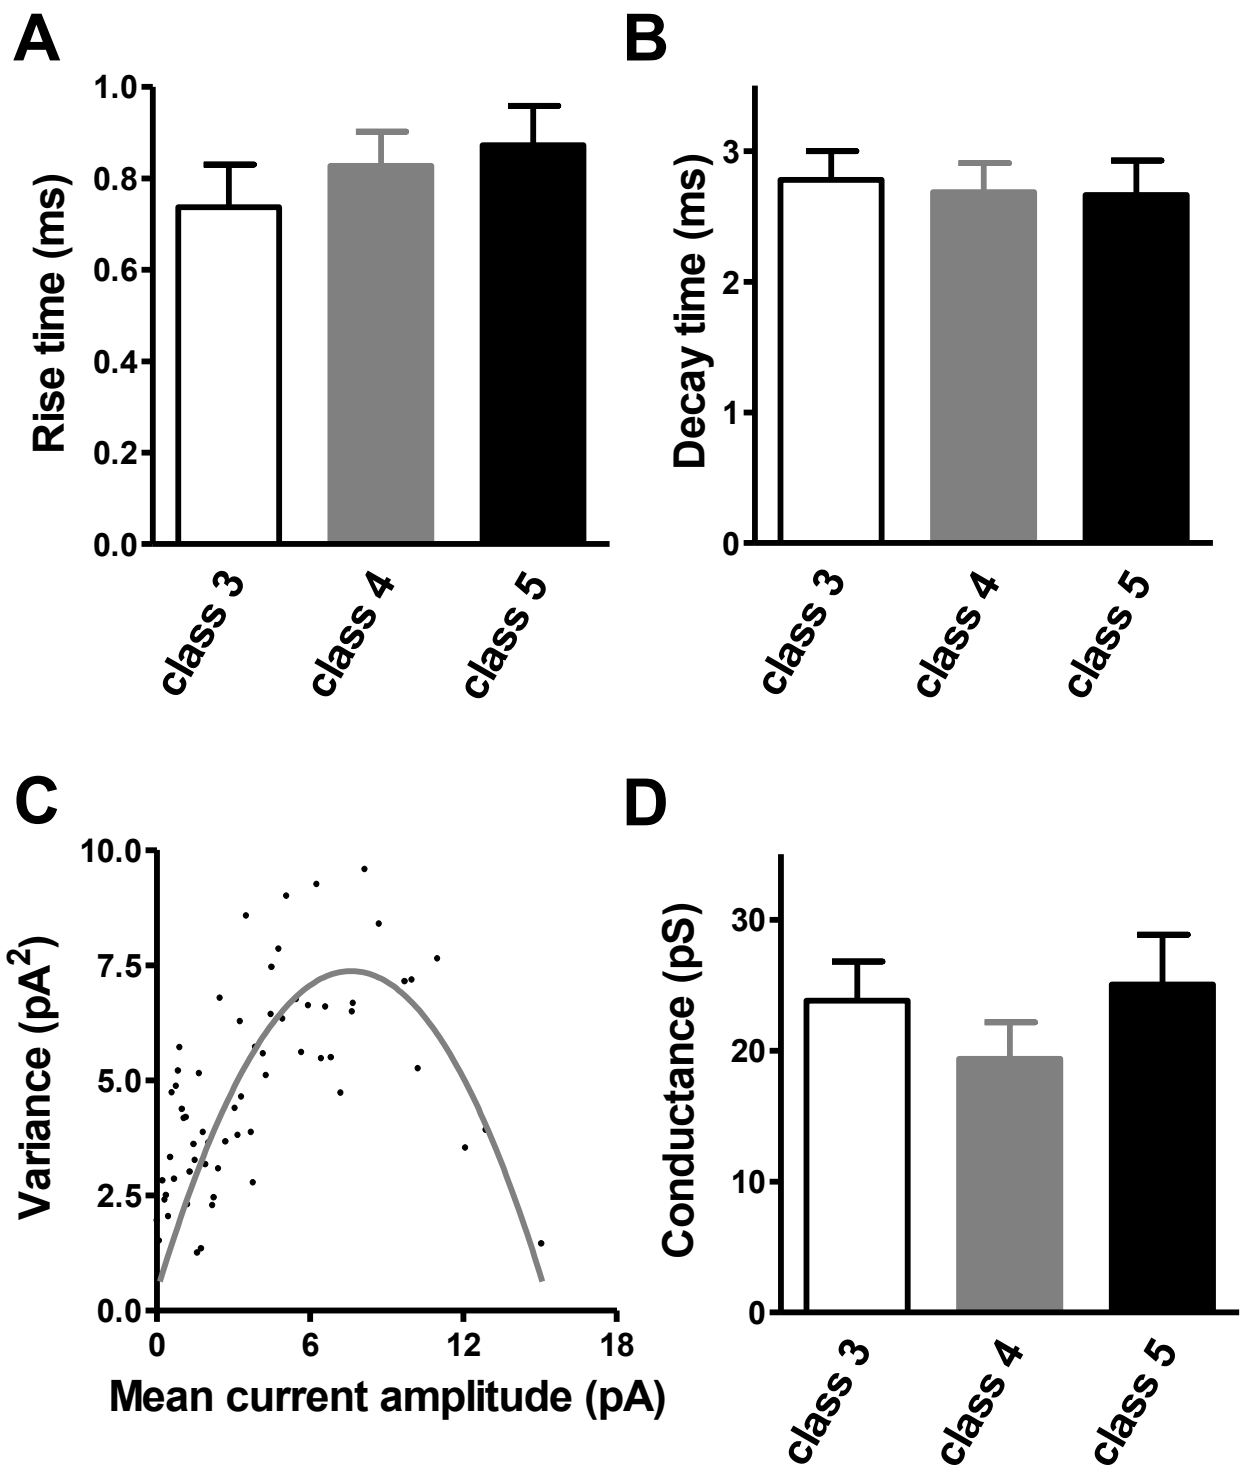 A
Rise time (ms)
1.0
0.8
0.6
0.4
0.2
0.0
class 3
class 4
class 5
B
Decay time (ms)
3
2
1
0
class 3
class 4
class 5
C
Variance (pA²)
10.0
7.5
5.0
2.5
0.0
0
6
12
18
Mean current amplitude (pA)
D
Conductance (pS)
30
20
10
0
class 3
class 4
class 5